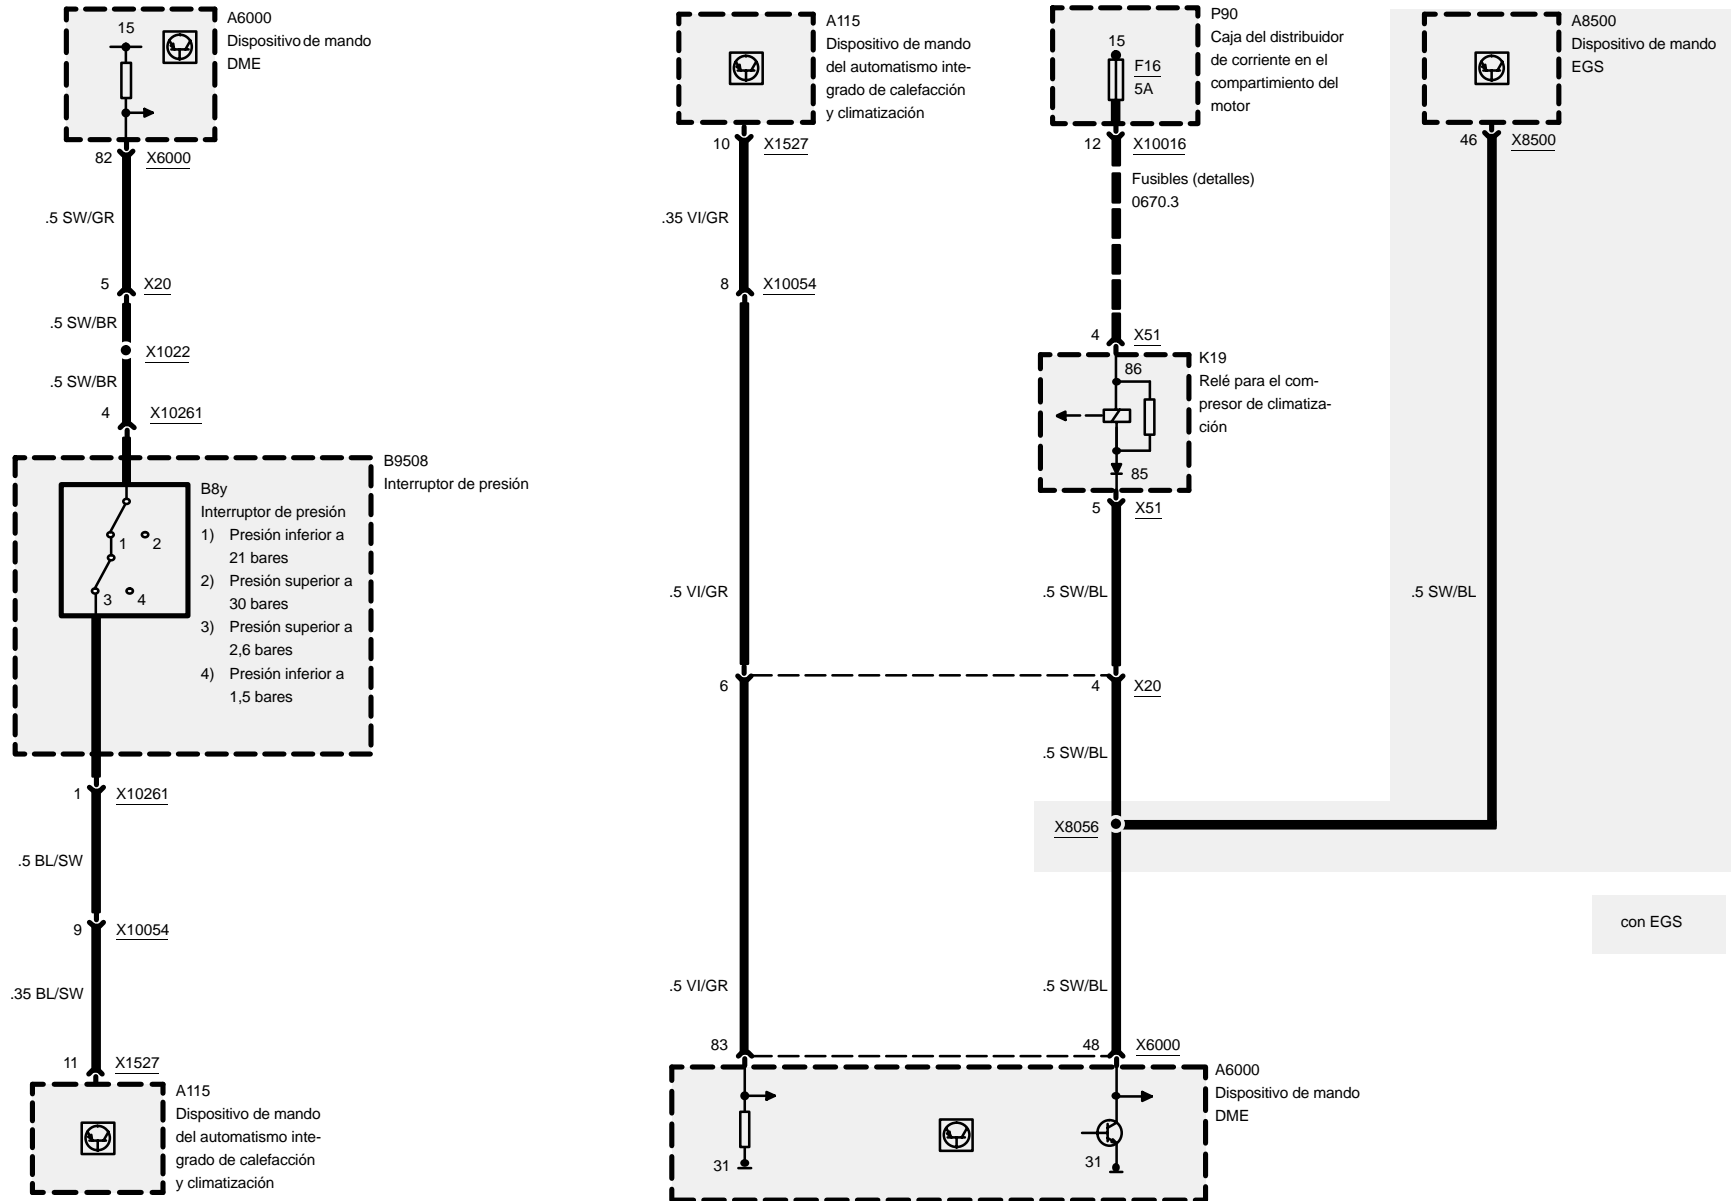 A6000
Dispositivo de mando
DME
15
82 X6000
.5 SW/GR
5 X20
.5 SW/BR
X1022
.5 SW/BR
4 X10261
B9508
Interruptor de presión
B8y
Interruptor de presión
1) Presión inferior a
21 bares
2) Presión superior a
30 bares
3) Presión superior a
2,6 bares
4) Presión inferior a
1,5 bares
1 2
3 4
1 X10261
.5 BL/SW
9 X10054
.35 BL/SW
11 X1527
A115
Dispositivo de mando
del automatismo inte-
grado de calefacción
y climatización
A115
Dispositivo de mando
del automatismo inte-
grado de calefacción
y climatización
10 X1527
.35 VI/GR
8 X10054
.5 VI/GR
6
.5 VI/GR
83
P90
Caja del distribuidor
de corriente en el
compartimiento del
motor
15
F16
5A
12 X10016
Fusibles (detalles)
0670.3
4 X51
K19
Relé para el com-
presor de climatiza-
ción
86
85
5 X51
.5 SW/BL
4 X20
.5 SW/BL
X8056
.5 SW/BL
48 X6000
A6000
Dispositivo de mando
DME
31
31
A8500
Dispositivo de mando
EGS
46 X8500
.5 SW/BL
con EGS